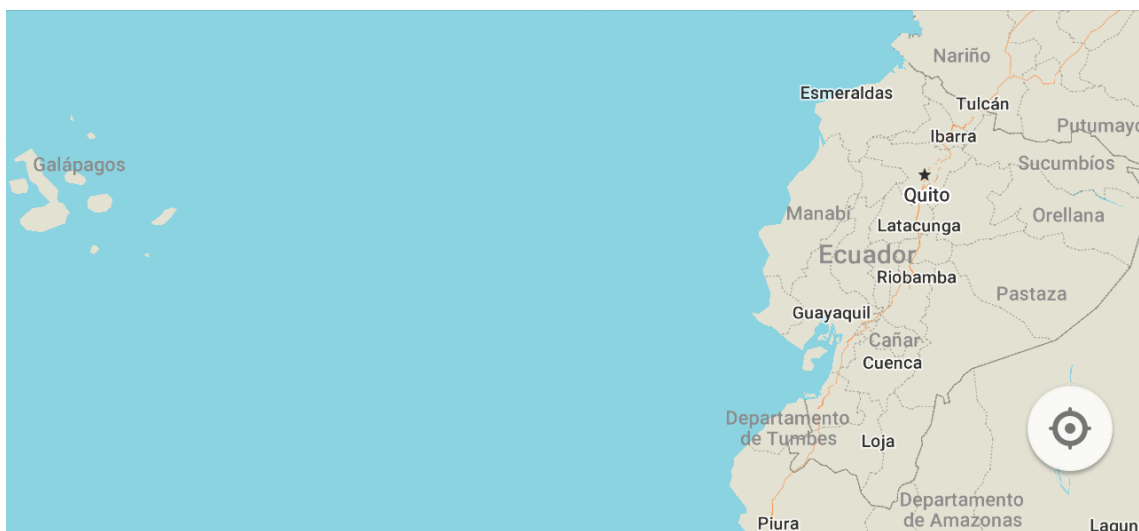 Nariño
Esmeraldas
Tulcán
Putumayo
Ibarra
Galápagos
Sucumbíos
Quito
Manabí
Orellana
Latacunga
Ecuador
Riobamba
Pastaza
Guayaquil
Cañar
Cuenca
Departamento
de Tumbes
Loja
Departamento
de Amazonas
Piura
Lagun